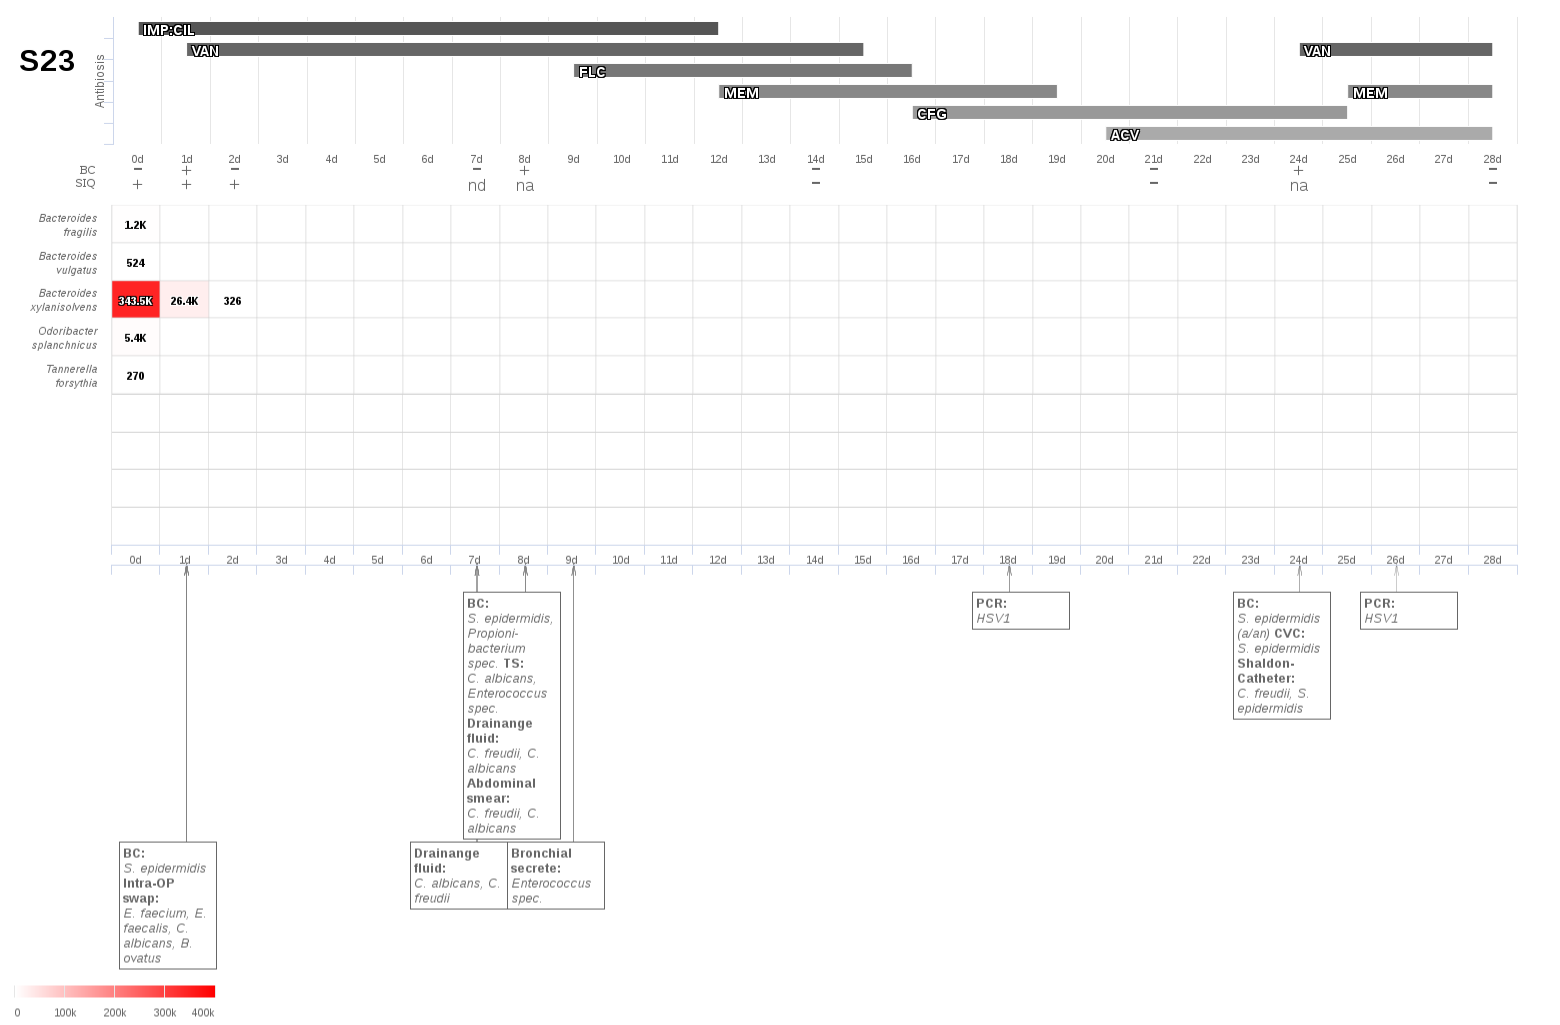 S23
Antibiosis
IMP:CIL
VAN VAN
FLC
MEM MEM
CFG
ACV
0d 1d 2d 3d 4d 5d 6d 7d 8d 9d 10d 11d 12d 13d 14d 15d 16d 17d 18d 19d 20d 21d 22d 23d 24d 25d 26d 27d 28d
BC - + - - + - - + -
SIQ + + + nd na - - na -
Bacteroides
fragilis
1.2K
Bacteroides
vulgatus
524
Bacteroides
xylanisolvens
343.5K 26.4K 326
Odoribacter
splanchnicus
5.4K
Tannerella
forsythia
270
0d 1d 2d 3d 4d 5d 6d 7d 8d 9d 10d 11d 12d 13d 14d 15d 16d 17d 18d 19d 20d 21d 22d 23d 24d 25d 26d 27d 28d
BC:
S. epidermidis,
Propioni-
bacterium
spec. TS:
C. albicans,
Enterococcus
spec.
Drainange
fluid:
C. freudii, C.
albicans
Abdominal
smear:
C. freudii, C.
albicans
PCR:
HSV1
BC:
S. epidermidis
(a/an) CVC:
S. epidermidis
Shaldon-
Catheter:
C. freudii, S.
epidermidis
PCR:
HSV1
BC:
S. epidermidis
Intra-OP
swap:
E. faecium, E.
faecalis, C.
albicans, B.
ovatus
Drainange
fluid:
C. albicans, C.
freudii
Bronchial
secrete:
Enterococcus
spec.
0 100k 200k 300k 400k